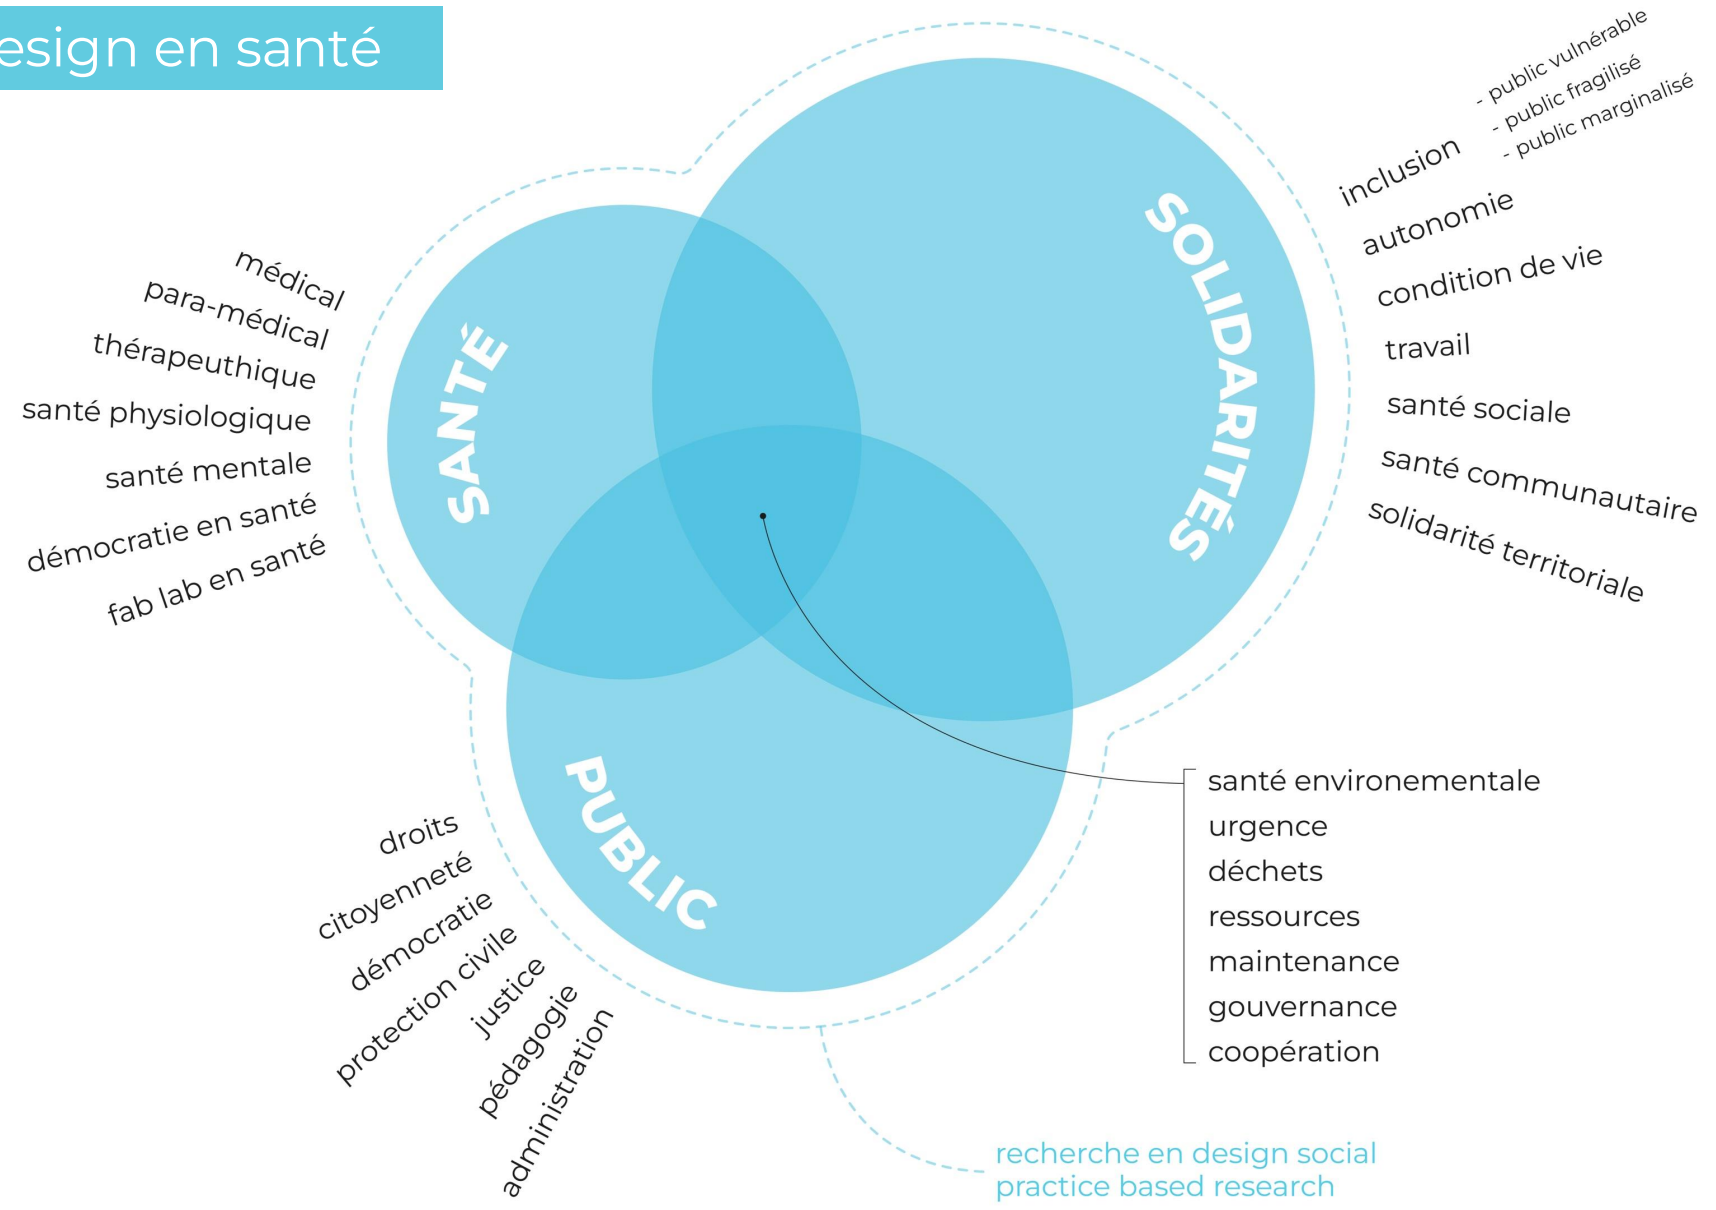 esign en santé
- public vulnérable
- public fragilisé
- public marginalisé
inclusion
autonomie
condition de vie
travail
santé sociale
santé communautaire
solidarité territoriale
SOLIDARITÉS
médical
para-médical
thérapeuthique
santé physiologique
santé mentale
démocratie en santé
fab lab en santé
SANTÉ
PUBLIC
droits
citoyenneté
démocratie
protection civile
justice
pédagogie
administration
santé environementale
urgence
déchets
ressources
maintenance
gouvernance
coopération
recherche en design social
practice based research